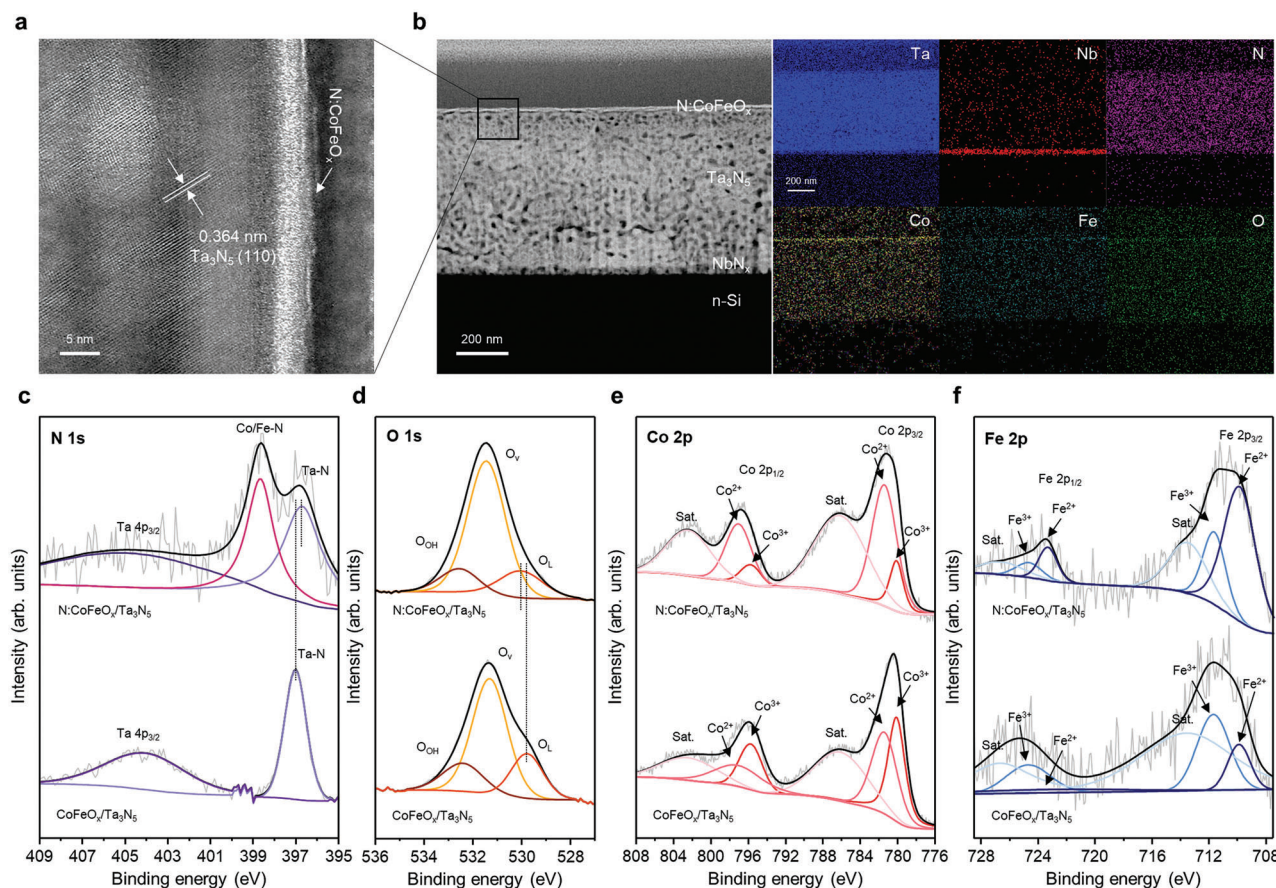 a
N:CoFeOx
0.364 nm
Ta3N5 (110)
5 nm
b
N:CoFeOx
Ta3N5
NbNx
n-Si
200 nm
Ta
Nb
N
200 nm
Co
Fe
O
c
N 1s
Co/Fe-N
Ta-N
Ta 4p3/2
N:CoFeOx/Ta3N5
Ta-N
Ta 4p3/2
CoFeOx/Ta3N5
Intensity (arb. units)
409 405 401 399 397 395
Binding energy (eV)
d
O 1s
Ov
OOH
OL
N:CoFeOx/Ta3N5
Ov
OOH
OL
CoFeOx/Ta3N5
Intensity (arb. units)
536 534 532 530 528
Binding energy (eV)
e
Co 2p
Co 2p3/2
Co2+
Co 2p1/2
Co2+
Sat.
Sat.
Co3+
Co3+
N:CoFeOx/Ta3N5
Co2+
Co3+
Co2+
Co3+
Sat.
Sat.
CoFeOx/Ta3N5
Intensity (arb. units)
808 804 800 796 792 788 784 780 776
Binding energy (eV)
f
Fe 2p
Fe 2p3/2
Fe2+
Fe 2p1/2
Fe3+
Fe3+
Fe2+
Sat.
Sat.
N:CoFeOx/Ta3N5
Fe3+
Fe2+
Fe3+
Sat.
Sat.
Fe2+
CoFeOx/Ta3N5
Intensity (arb. units)
728 724 720 716 712 708
Binding energy (eV)